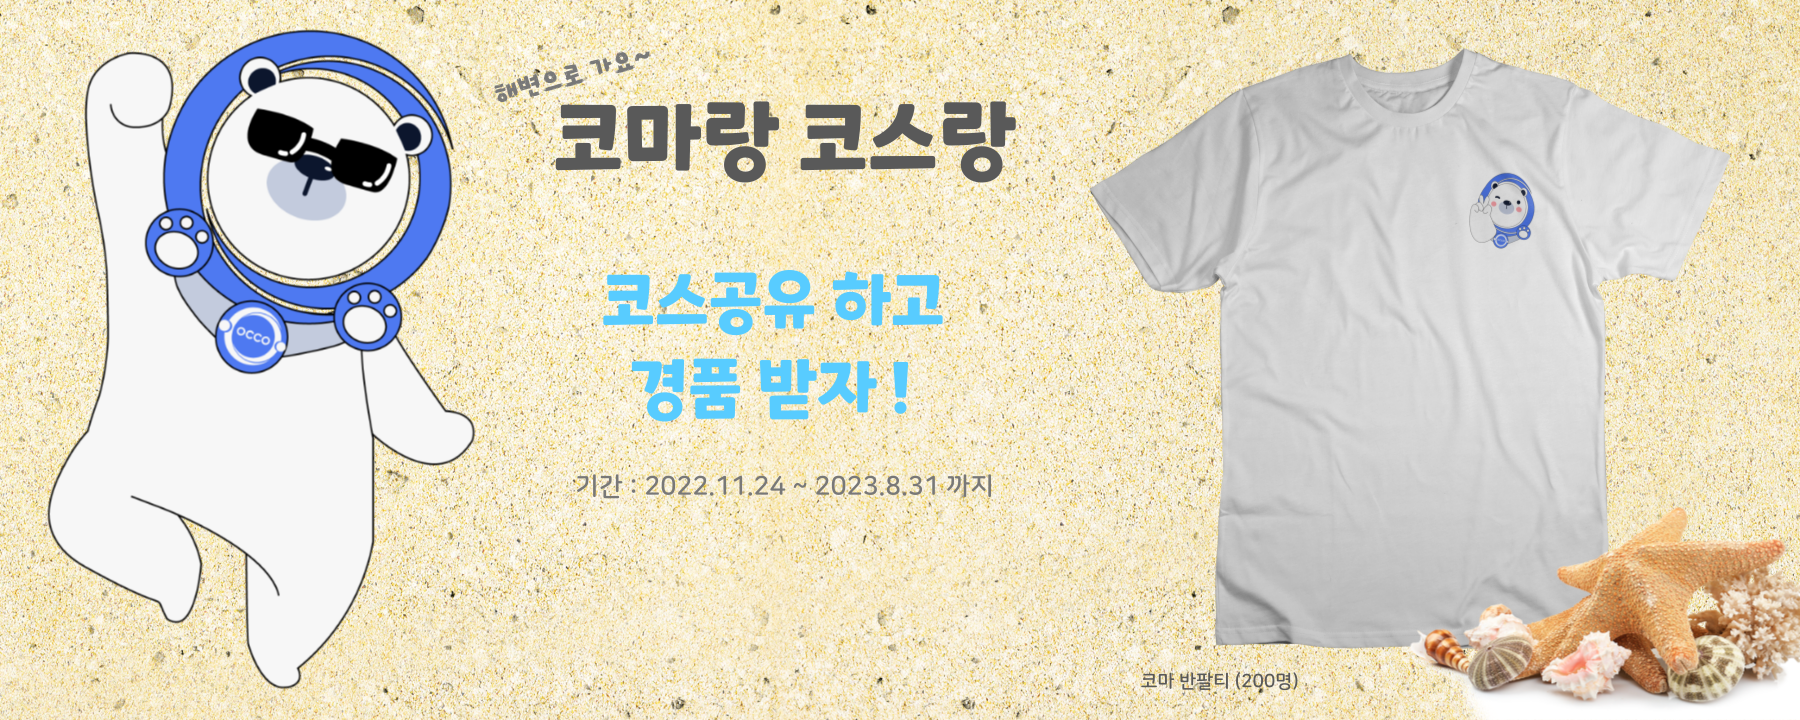 해변으로 가요~
코마랑 코스랑
코스공유 하고
경품 받자 !
기간 : 2022.11.24 ~ 2023.8.31 까지
OCCO
코마 반팔티 (200명)